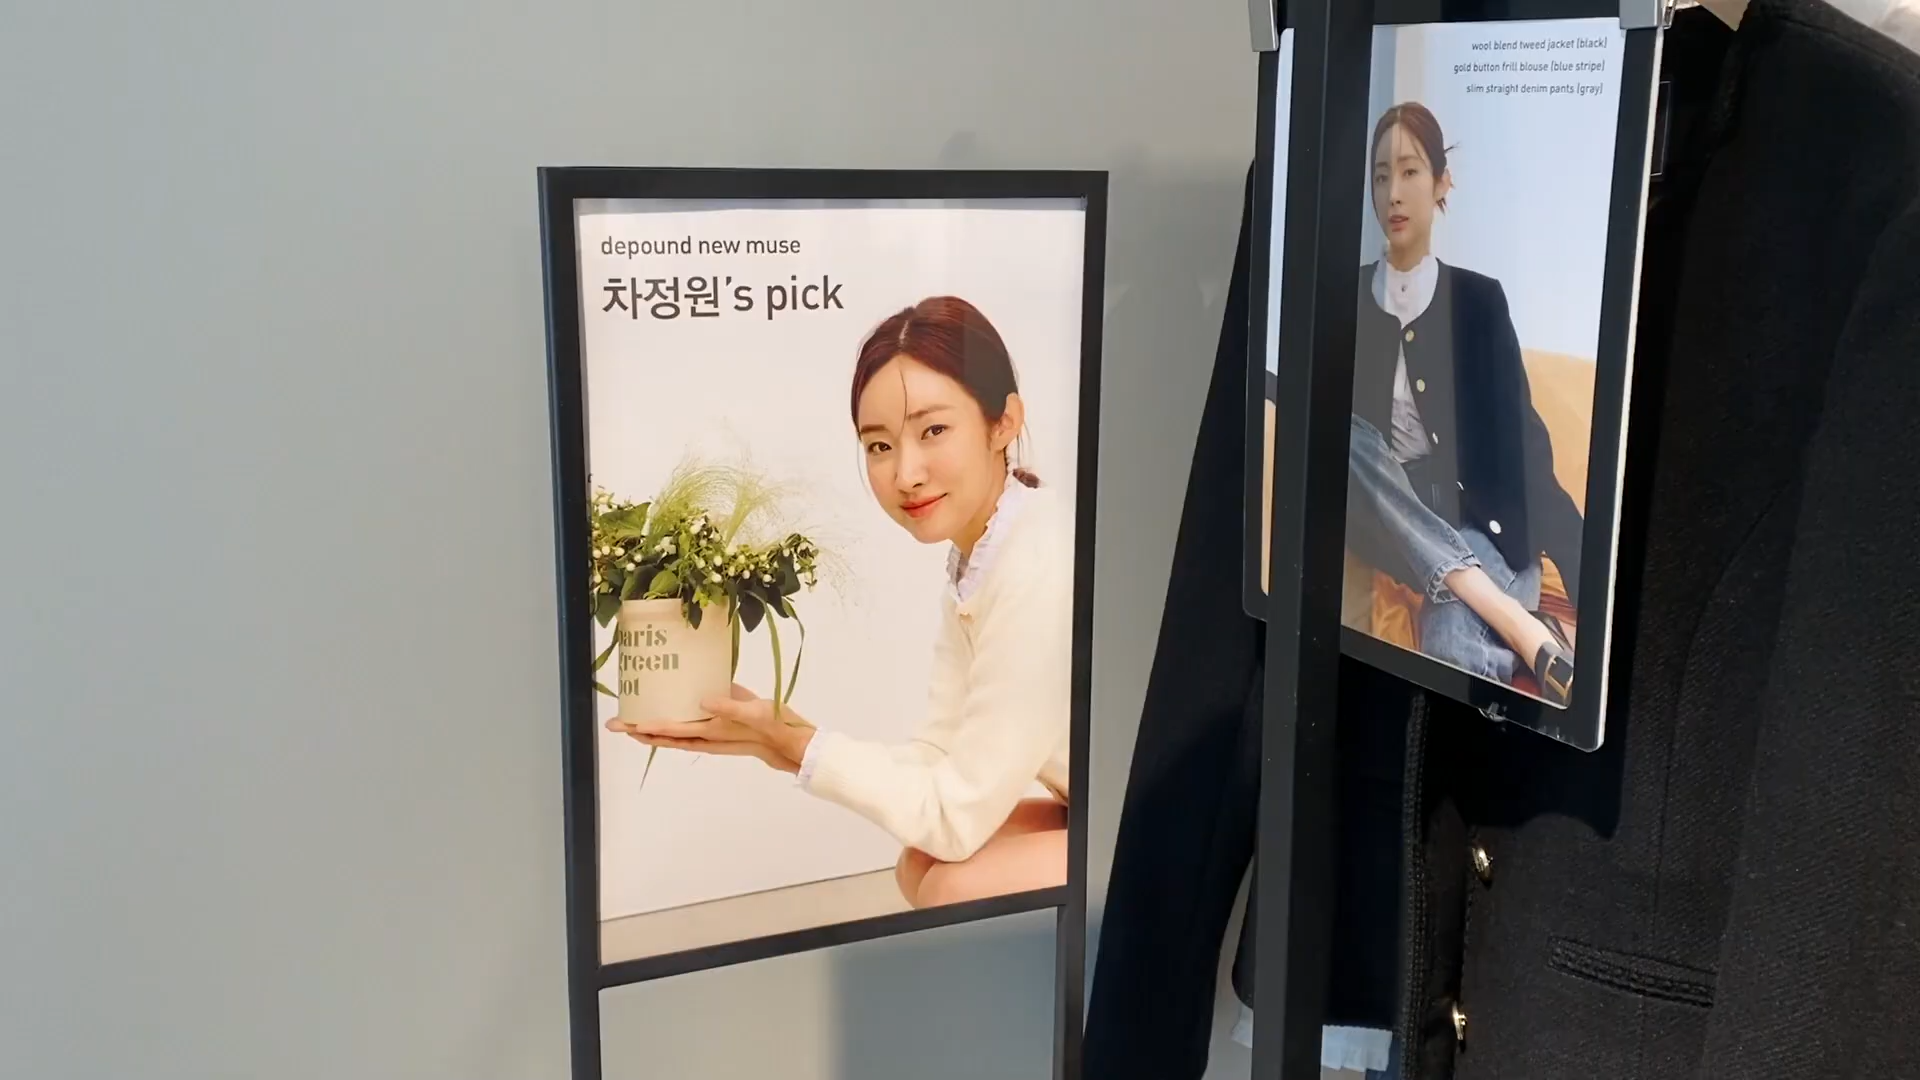 depound new muse
차정원's pick
aris
reen
ot
wool blend tweed jacket [black]
gold button frill blouse [blue stripe]
slim straight denim pants [gray]